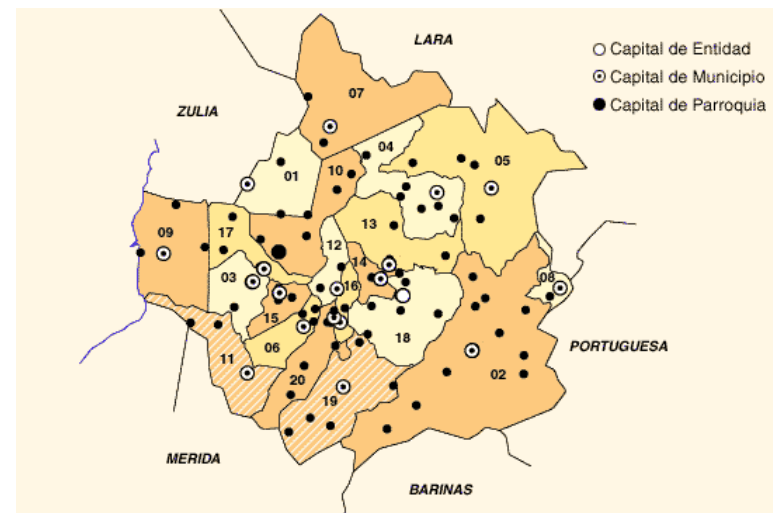 LARA
Capital de Entidad
Capital de Municipio
Capital de Parroquia
ZULIA
07
04
05
01
10
09
17
13
12
08
03
14
16
15
18
06
11
20
19
02
PORTUGUESA
MERIDA
BARINAS